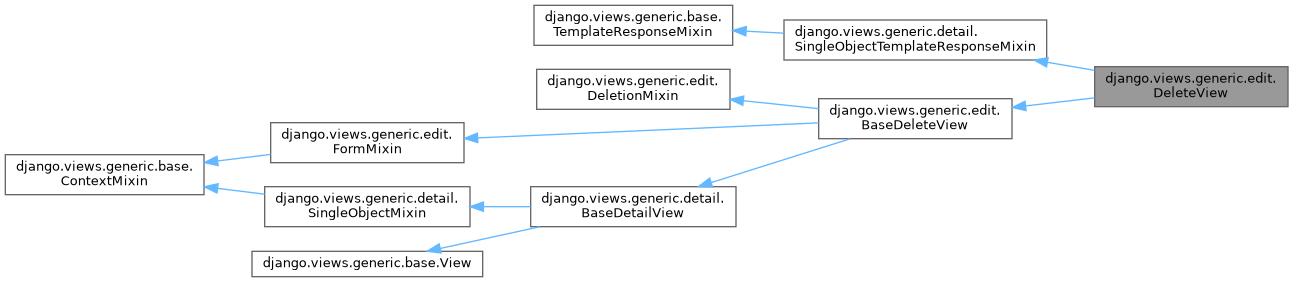 django.views.generic.base.
TemplateResponseMixin
django.views.generic.detail.
SingleObjectTemplateResponseMixin
django.views.generic.edit.
DeleteView
django.views.generic.edit.
DeletionMixin
django.views.generic.edit.
BaseDeleteView
django.views.generic.edit.
FormMixin
django.views.generic.base.
ContextMixin
django.views.generic.detail.
SingleObjectMixin
django.views.generic.detail.
BaseDetailView
django.views.generic.base.View